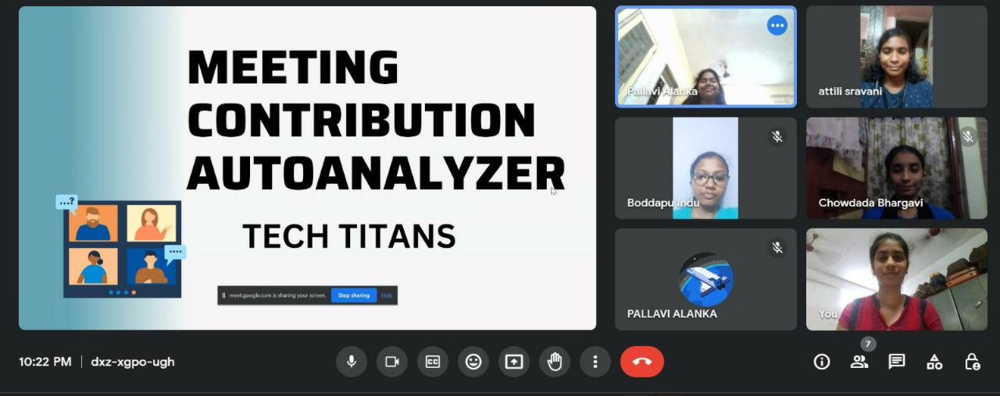 MEETING
CONTRIBUTION
AUTOANALYZER
...?
....
TECH TITANS
meet.google.com is sharing your screen.
Stop sharing
Hide
Pallavi Alanka
attili sravani
Boddapu Indu
Chowdada Bhargavi
PALLAVI ALANKA
You
10:22 PM | dxz-xgpo-ugh
CC
7